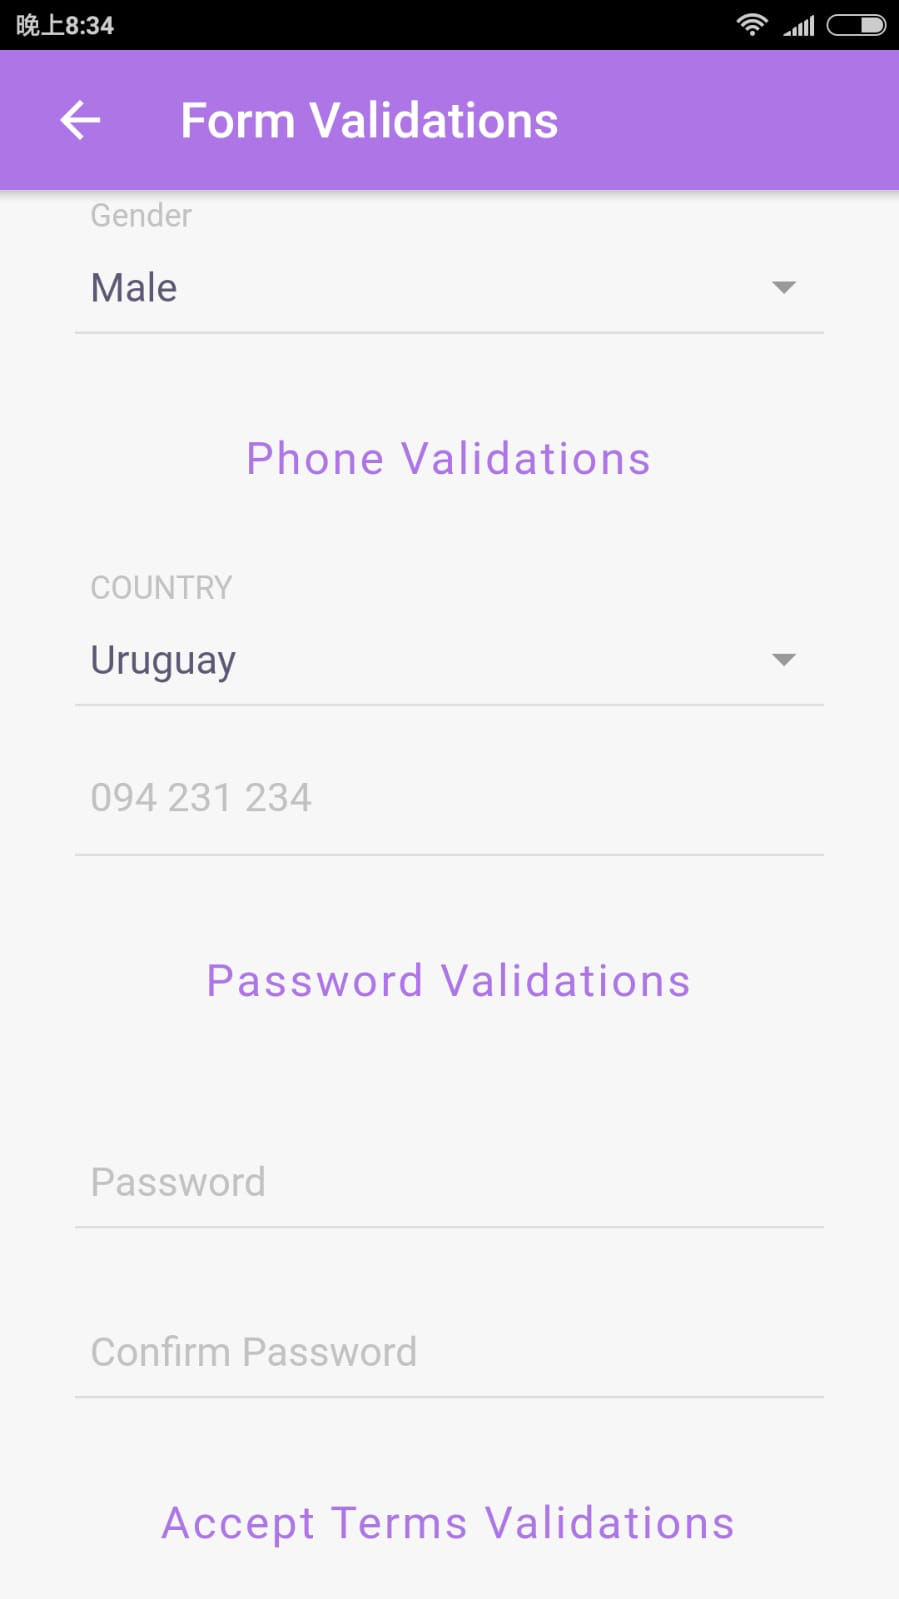 晚上8:34
Form Validations
Gender
Male
Phone Validations
COUNTRY
Uruguay
094 231 234
Password Validations
Password
Confirm Password
Accept Terms Validations